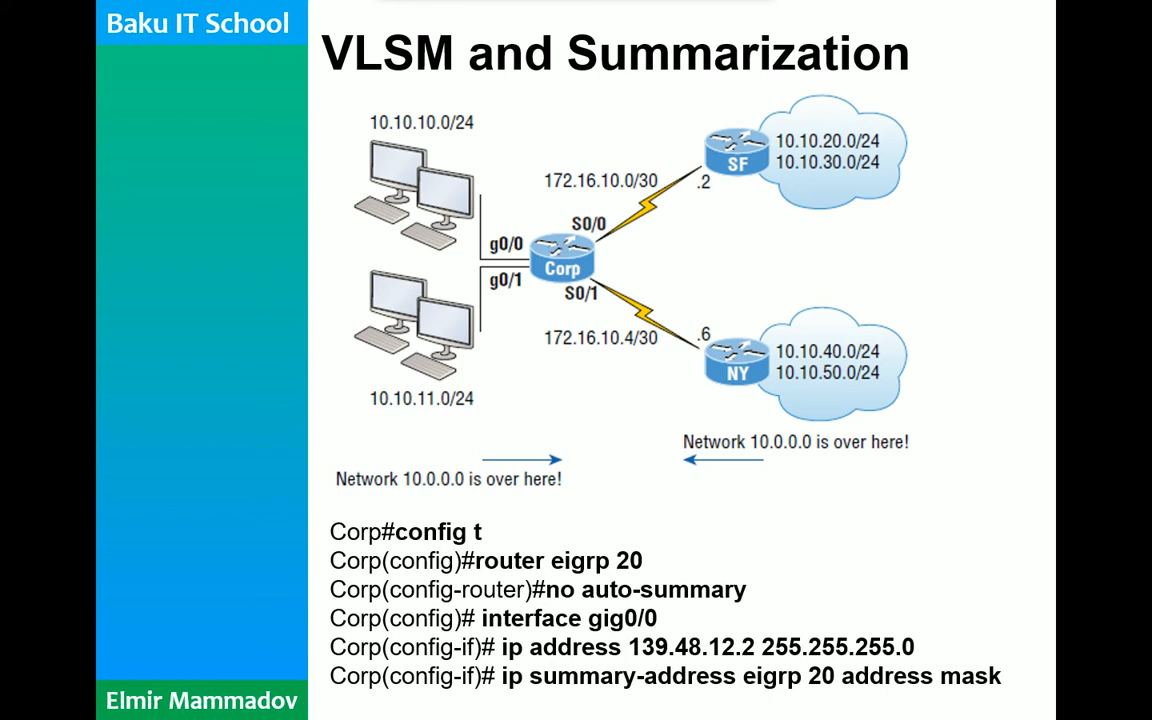 Baku IT School
VLSM and Summarization
10.10.10.0/24
10.10.20.0/24
10.10.30.0/24
SF
172.16.10.0/30
.2
S0/0
g0/0
Corp
g0/1
S0/1
172.16.10.4/30
.6
10.10.40.0/24
10.10.50.0/24
NY
10.10.11.0/24
Network 10.0.0.0 is over here!
Network 10.0.0.0 is over here!
Corp#config t
Corp(config)#router eigrp 20
Corp(config-router)#no auto-summary
Corp(config)# interface gig0/0
Corp(config-if)# ip address 139.48.12.2 255.255.255.0
Corp(config-if)# ip summary-address eigrp 20 address mask
Elmir Mammadov